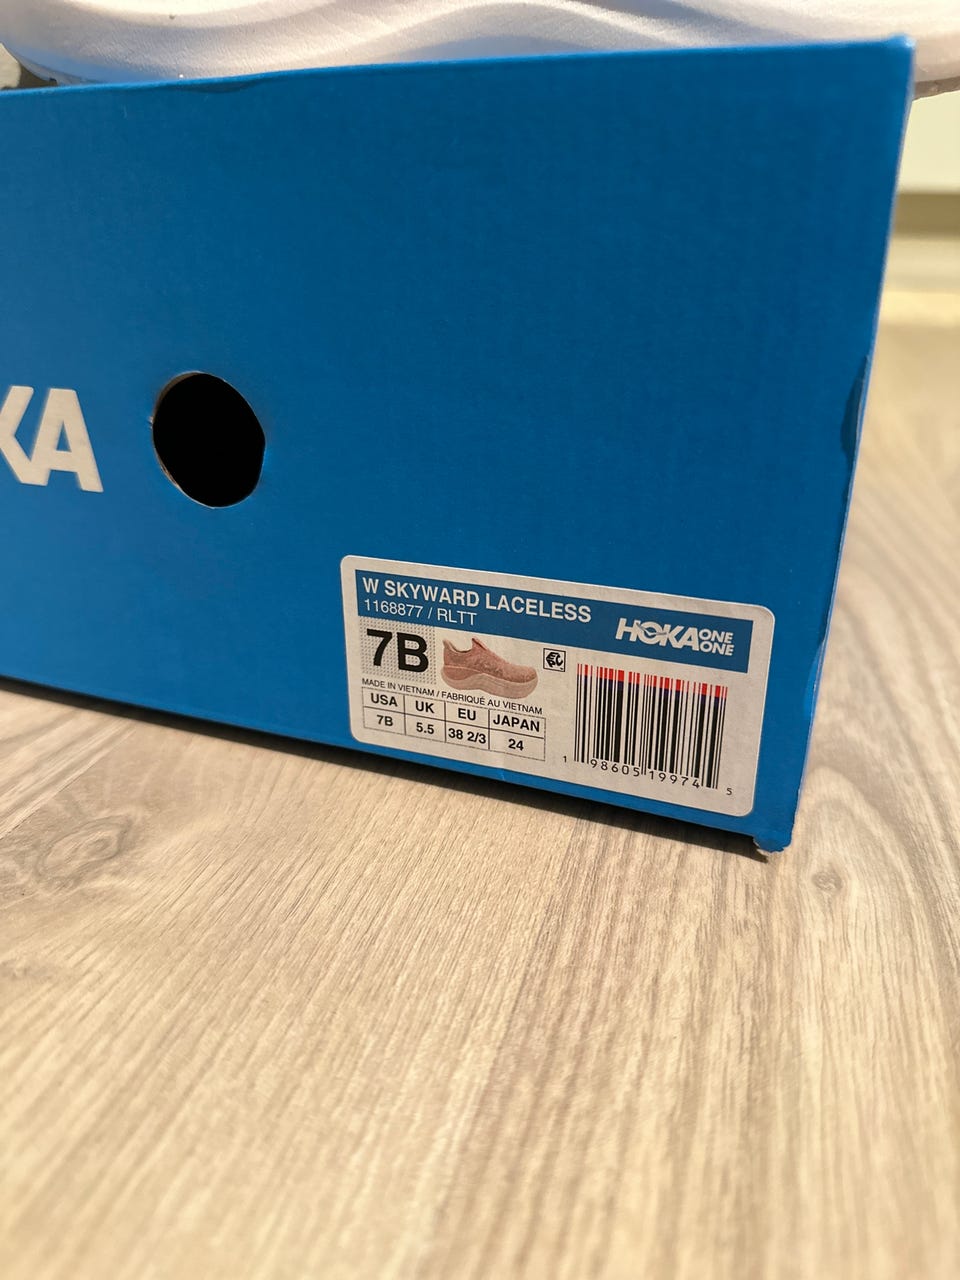 KA
W SKYWARD LACELESS
1168877 / RLTT
HOKA ONE ONE
7B
MADE IN VIETNAM / FABRIQUÉ AU VIETNAM
USA UK EU JAPAN
7B 5.5 38 2/3 24
1 98605 19974 5